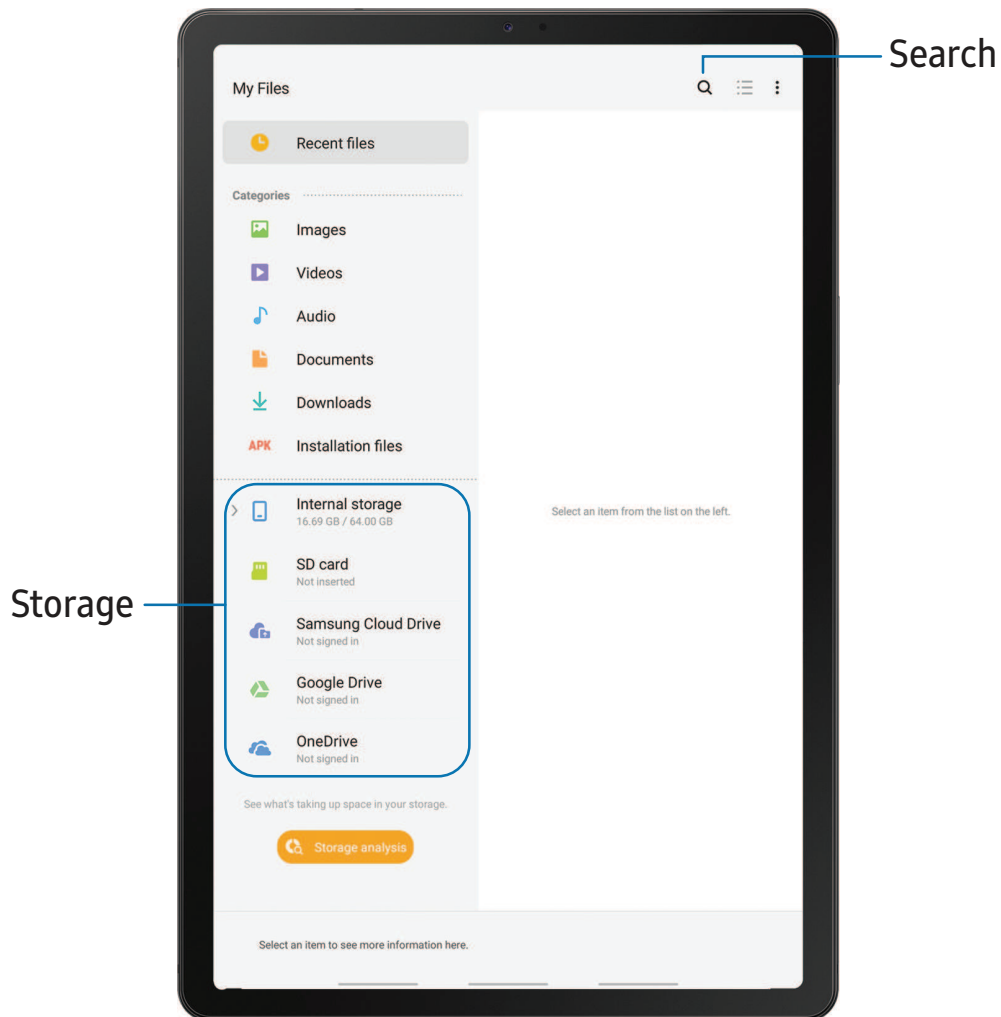 Search
My Files
Recent files
Categories
Images
Videos
Audio
Documents
Downloads
APK Installation files
Internal storage
16.69 GB / 64.00 GB
Select an item from the list on the left.
SD card
Not inserted
Storage
Samsung Cloud Drive
Not signed in
Google Drive
Not signed in
OneDrive
Not signed in
See what's taking up space in your storage.
Storage analysis
Select an item to see more information here.